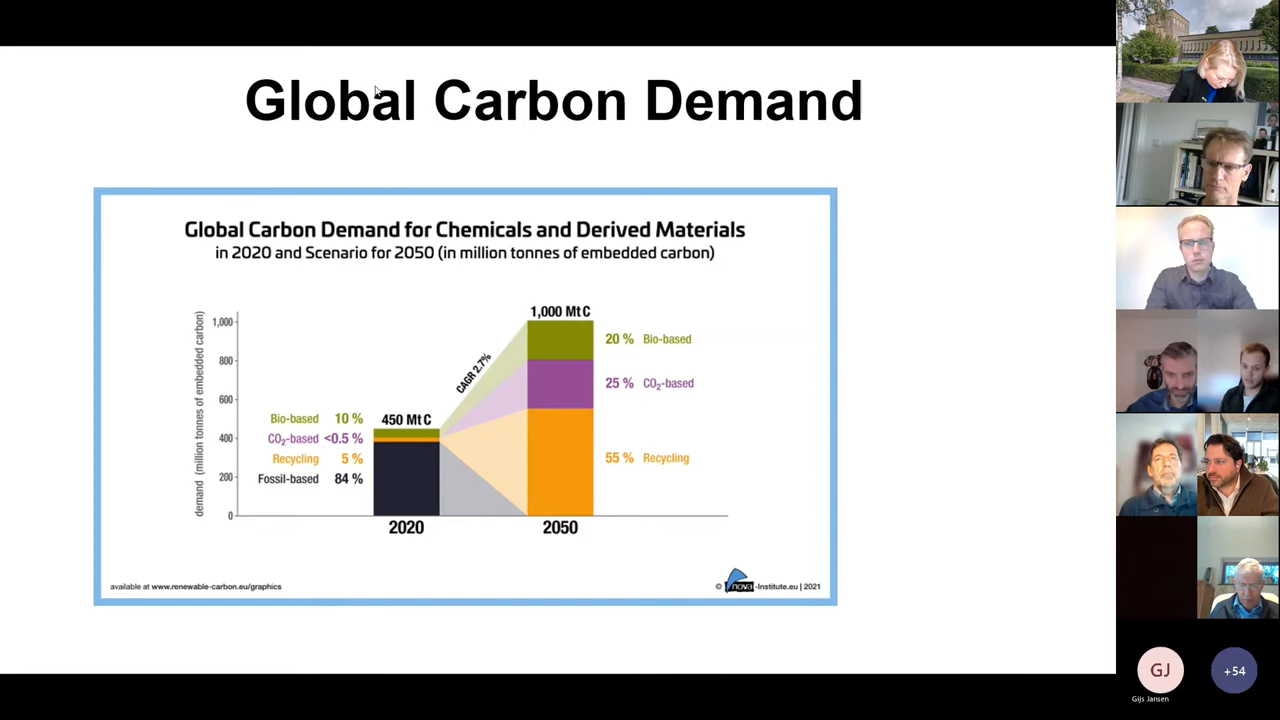 Global Carbon Demand
Global Carbon Demand for Chemicals and Derived Materials
in 2020 and Scenario for 2050 (in million tonnes of embedded carbon)
demand (million tonnes of embedded carbon)
1,000
800
600
400
200
0
Bio-based 10 %
CO₂-based <0.5 %
Recycling 5 %
Fossil-based 84 %
450 Mt C
2020
CAGR 2.7%
1,000 Mt C
2050
20 % Bio-based
25 % CO₂-based
55 % Recycling
available at www.renewable-carbon.eu/graphics
© nova-Institute.eu | 2021
GJ
Gijs Jansen
+54